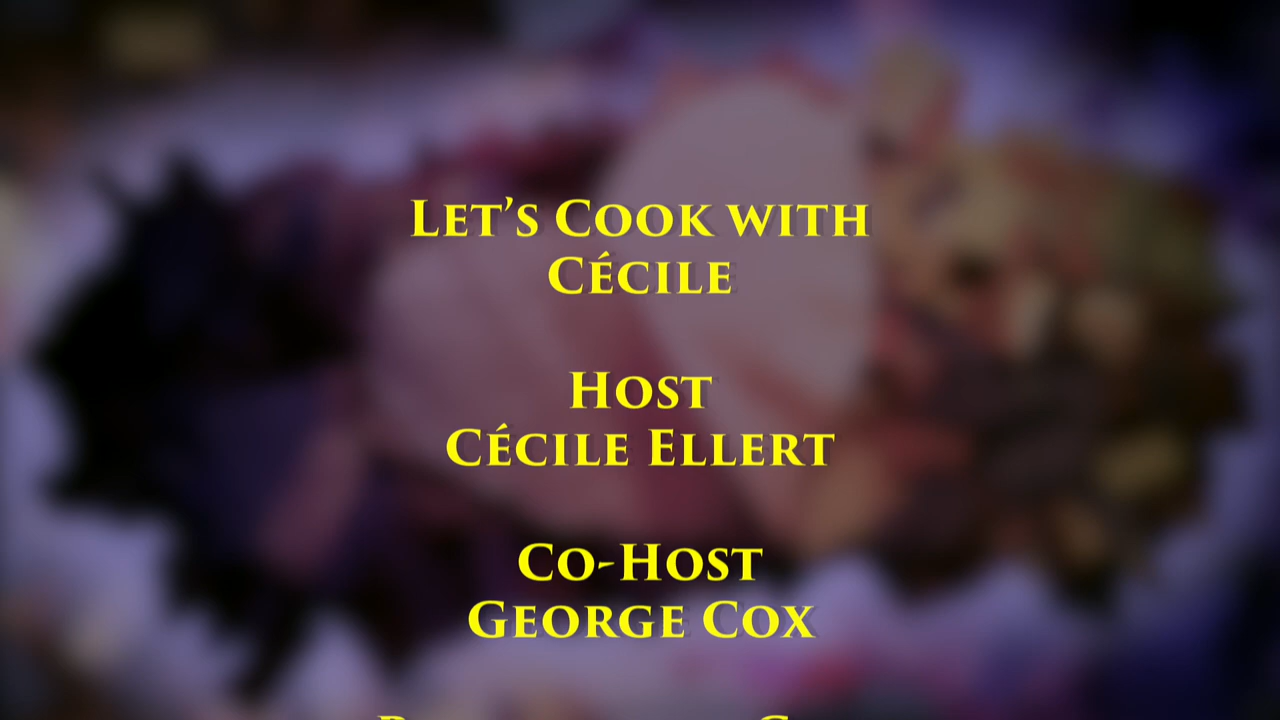 Let's Cook with
Cécile
Host
Cécile Ellert
Co-Host
George Cox